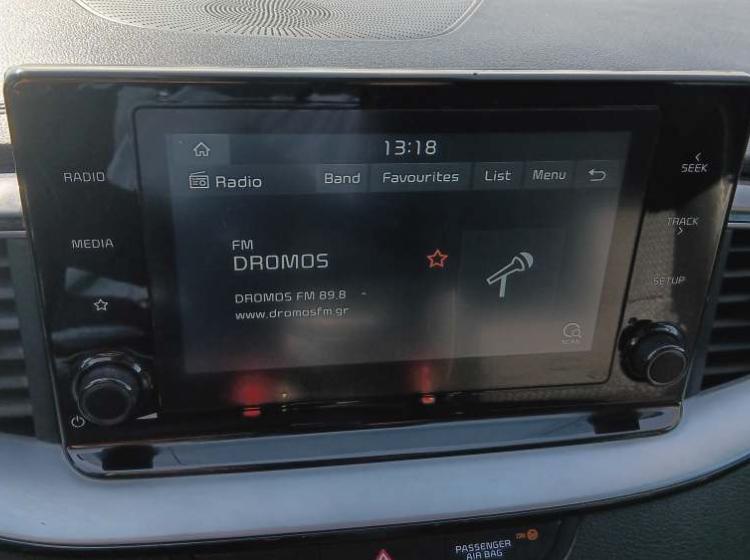 13:18
RADIO
Radio Band Favourites List Menu
SEEK
MEDIA
TRACK
FM
DROMOS
SETUP
DROMOS FM 89.8
www.dromosfm.gr
SCAN
PASSENGER
AIR BAG
ON